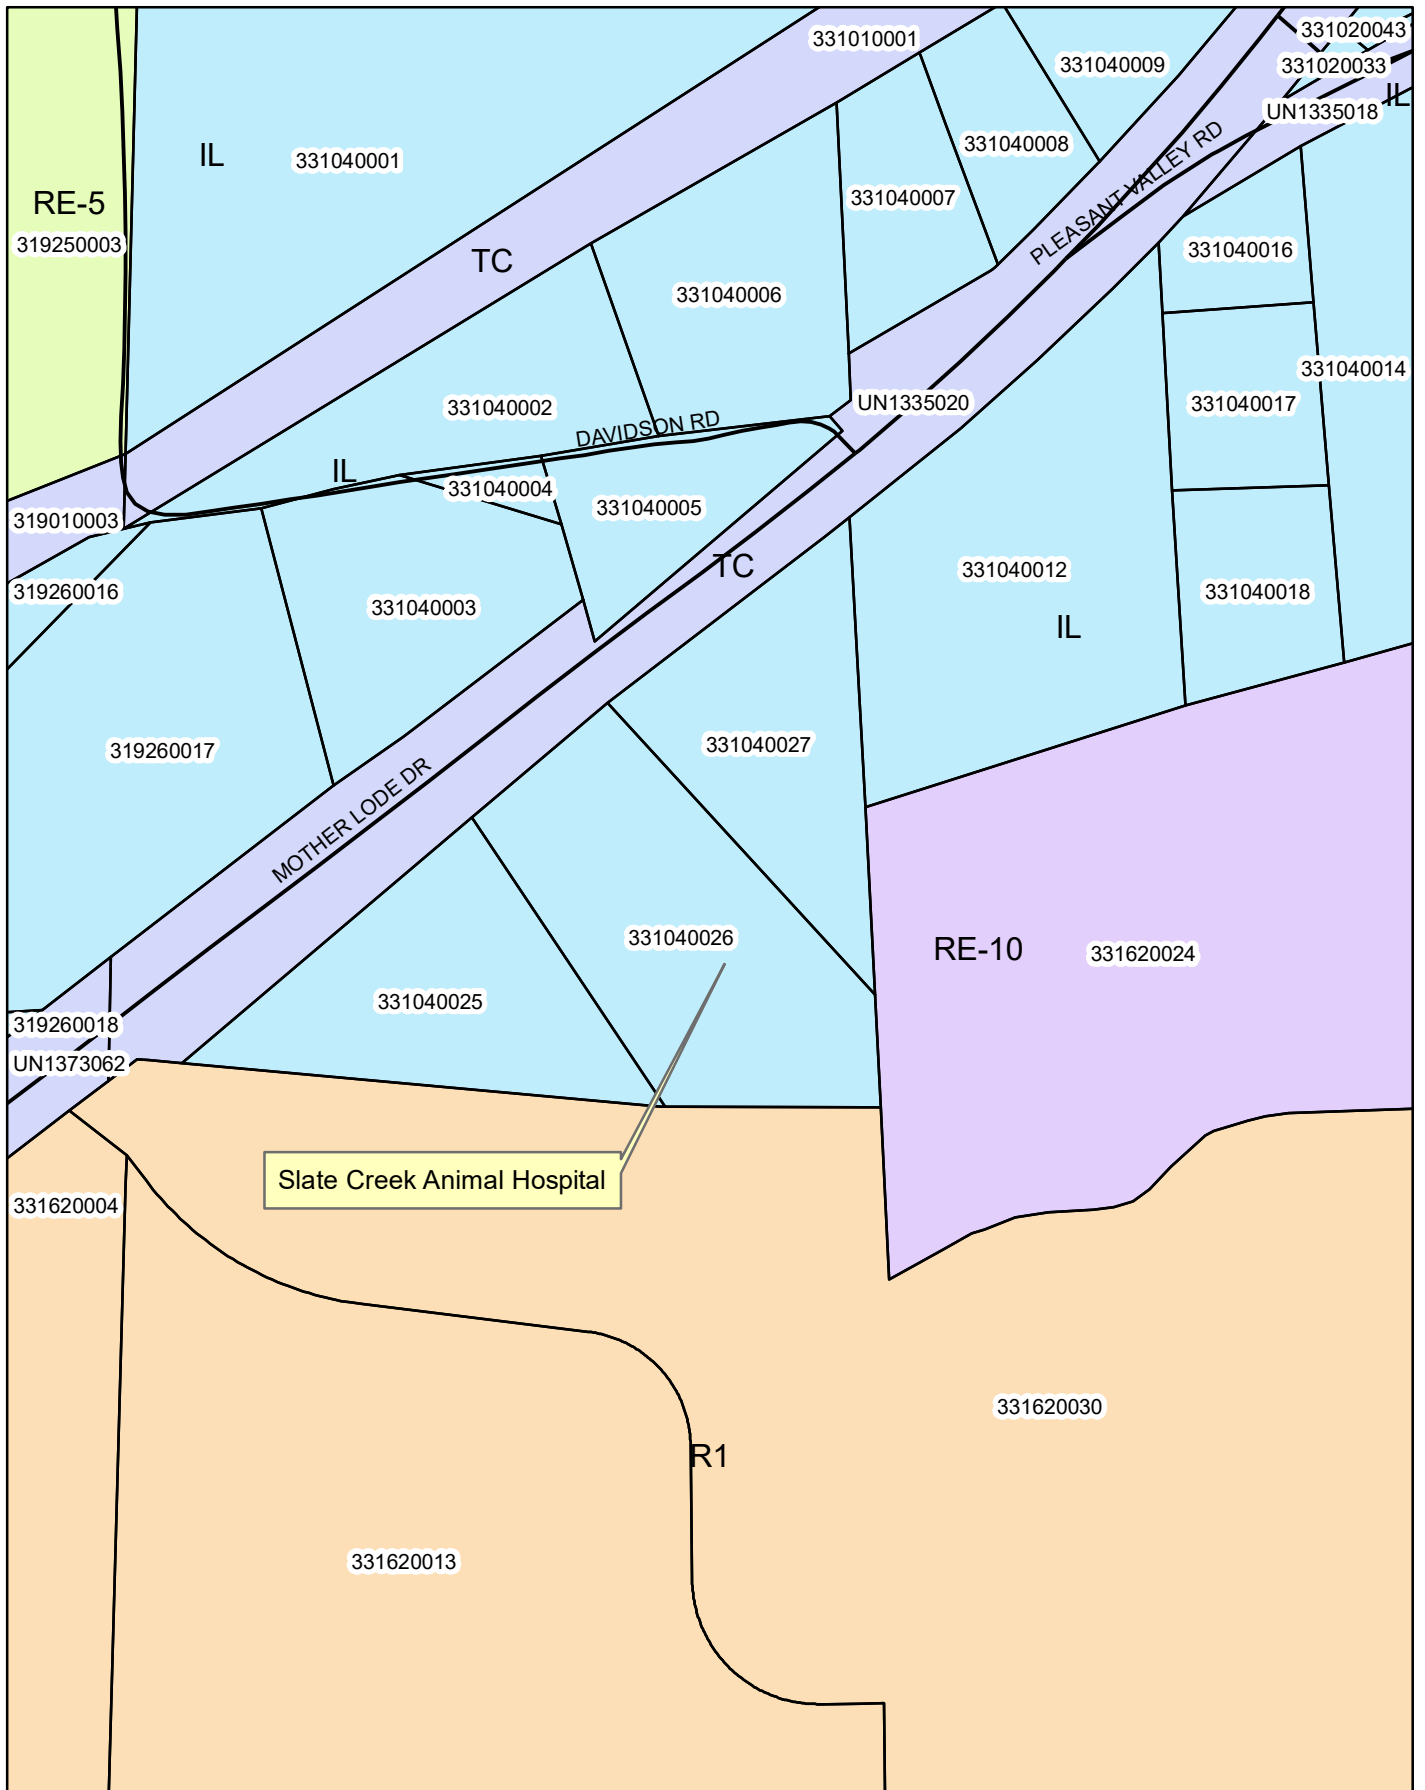 331010001
331020043
331040009
331020033
IL
UN1335018
331040008
IL
331040001
PLEASANT VALLEY RD
RE-5
331040007
319250003
331040016
TC
331040006
331040014
331040002
UN1335020
331040017
DAVIDSON RD
IL
331040004
331040005
319010003
TC
331040012
319260016
331040018
331040003
IL
319260017
331040027
MOTHER LODE DR
331040026
RE-10
331620024
331040025
319260018
UN1373062
Slate Creek Animal Hospital
331620004
331620030
R1
331620013